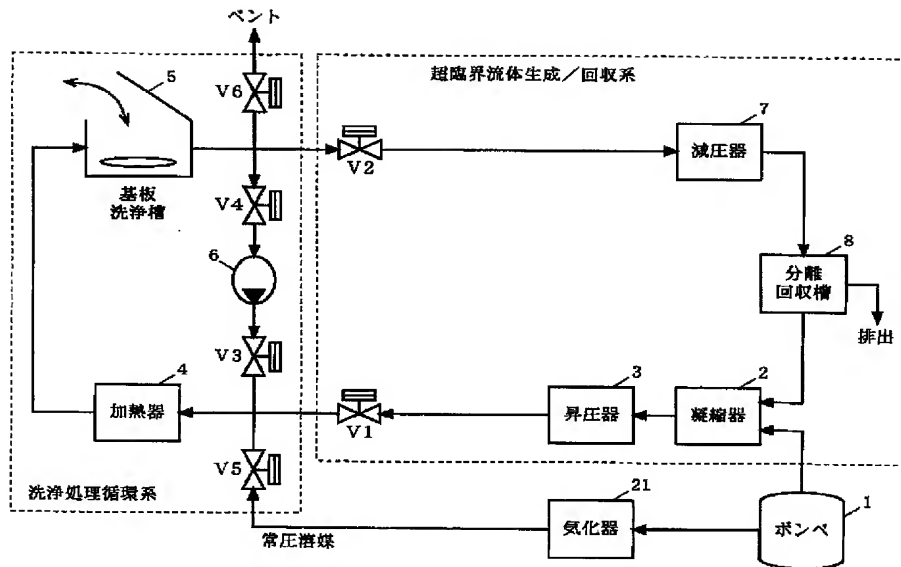 ベント
5
V6
超臨界流体生成／回収系
7
減圧器
V2
基板
洗浄槽
V4
6
8
分離
回収槽
排出
V3
4
加熱器
3
昇圧器
2
凝縮器
V1
V5
洗浄処理循環系
常圧溶媒
21
気化器
1
ボンベ